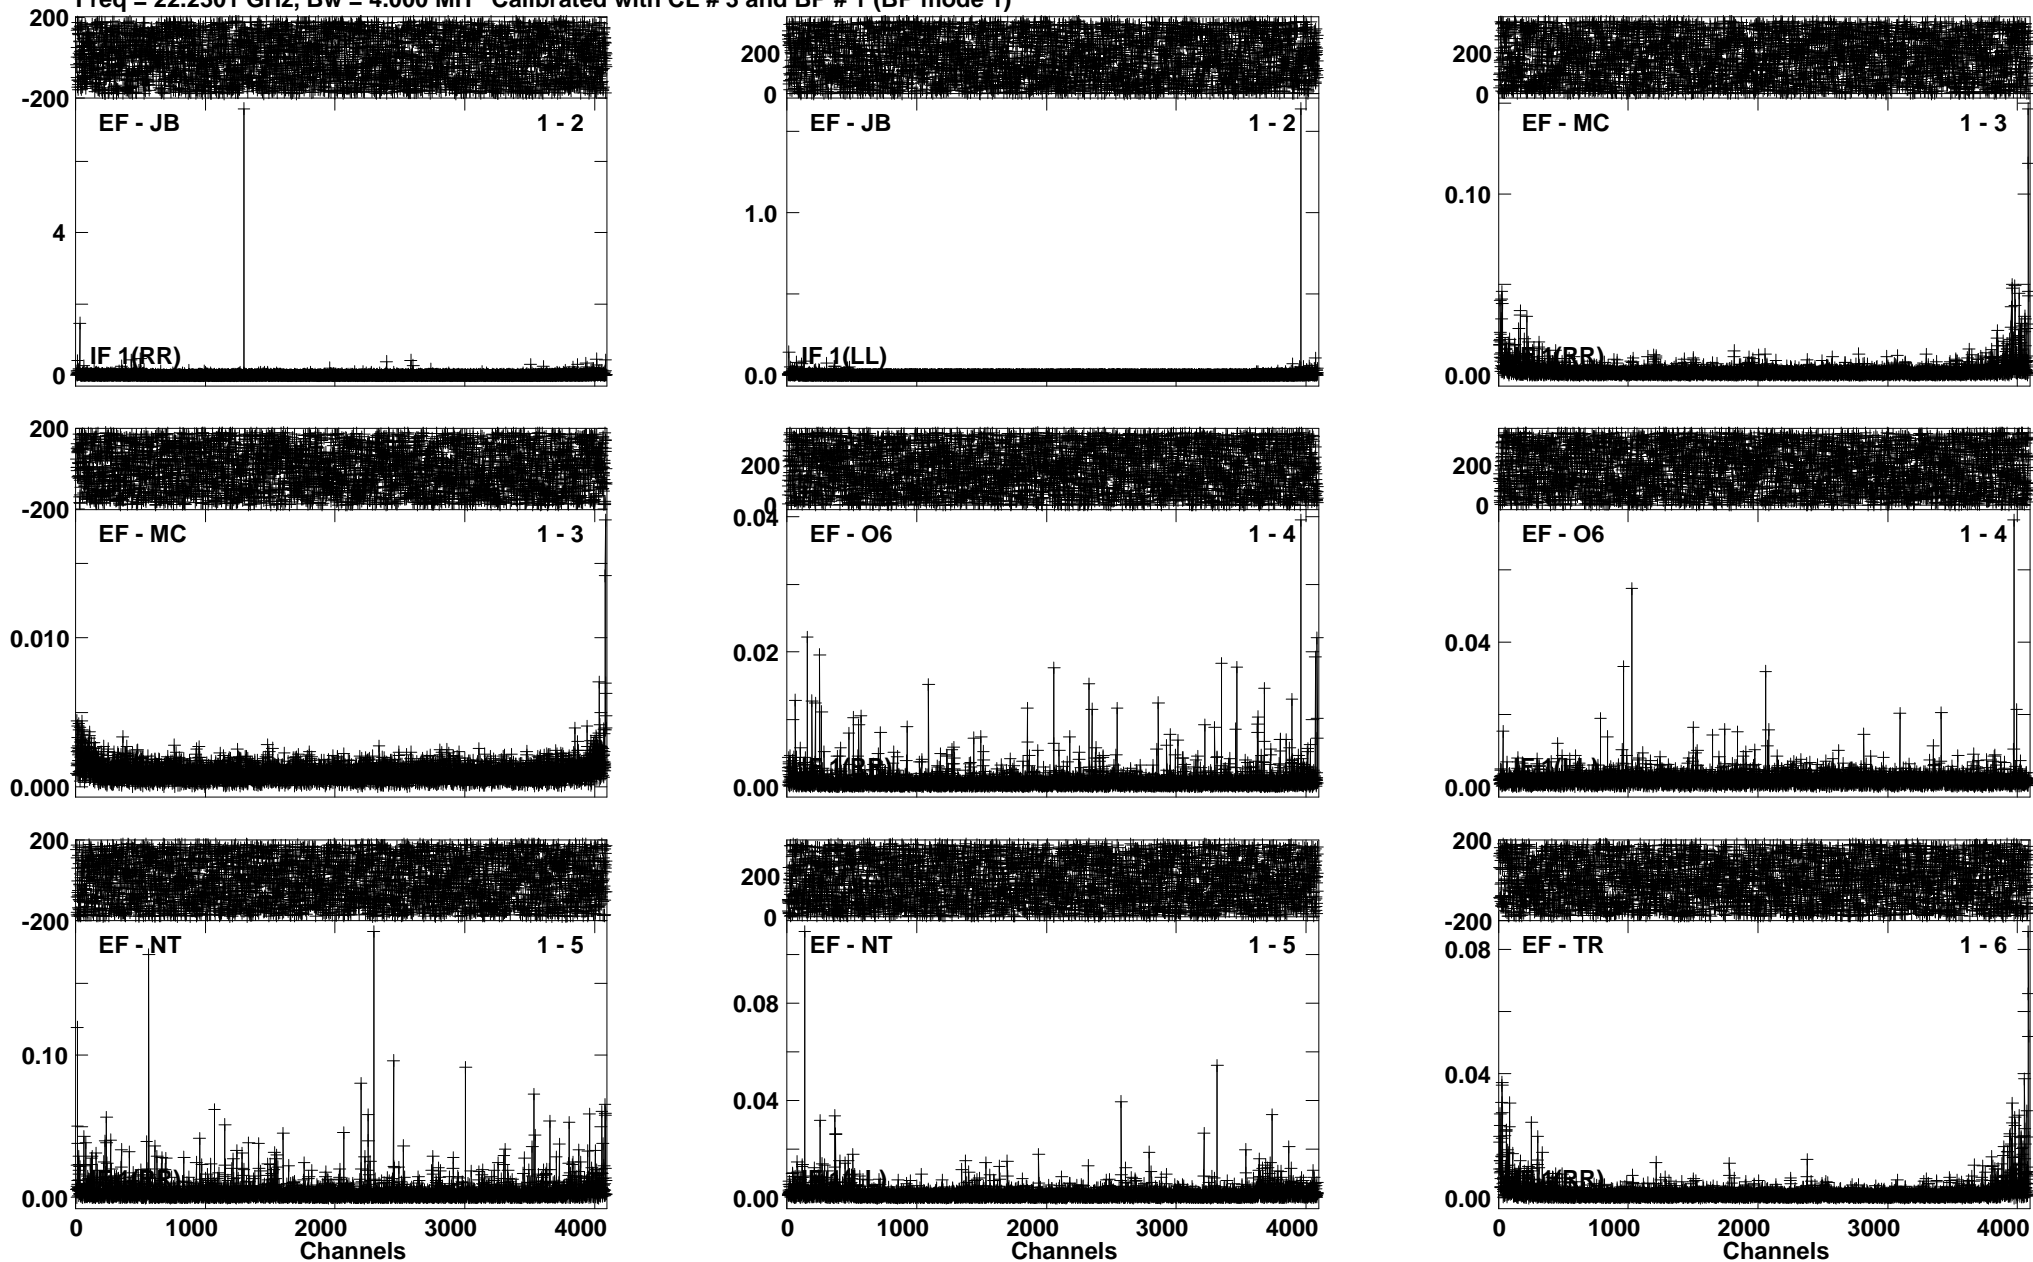 Freq = 22.2301 GHz, Bw = 4.000 MH Calibrated with CL # 3 and BP # 1 (BP mode 1)
200
-200
200
0
200
0
EF - JB 1 - 2
EF - JB 1 - 2
EF - MC 1 - 3
4
0
1.0
0.0
0.10
0.00
IF 1(RR)
IF 1(LL)
1(RR)
200
-200
200
0
200
0
EF - MC 1 - 3
EF - O6 1 - 4
EF - O6 1 - 4
0.010
0.000
0.04
0.02
0.00
0.04
0.00
200
-200
200
0
200
-200
EF - NT 1 - 5
EF - NT 1 - 5
EF - TR 1 - 6
0.10
0.00
0.08
0.04
0.00
0.08
0.04
0.00
0 1000 2000 3000 4000
0 1000 2000 3000 4000
0 1000 2000 3000 4000
Channels
Channels
Channels